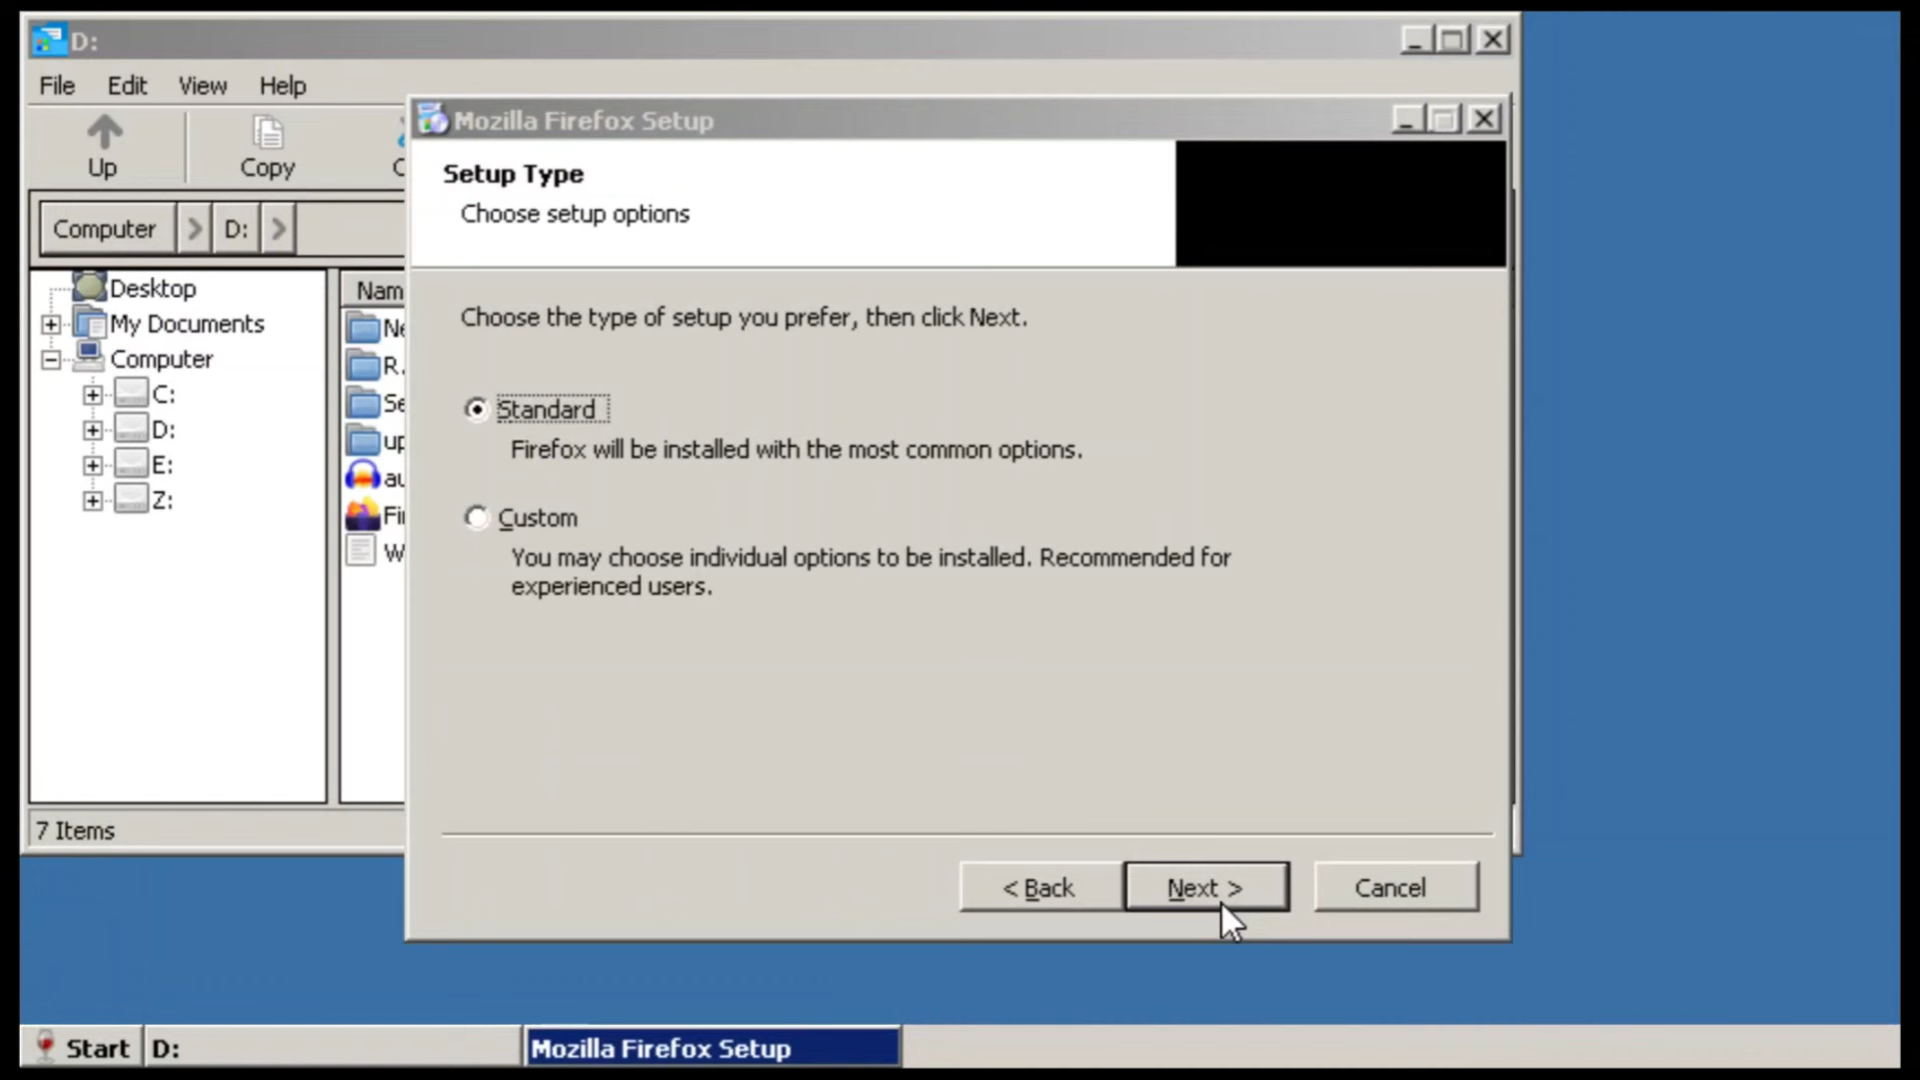 D:
File Edit View Help
Up Copy
Computer D:
Desktop
My Documents
Computer
C:
D:
E:
Z:
7 Items
Mozilla Firefox Setup
Setup Type
Choose setup options
Choose the type of setup you prefer, then click Next.
Standard
Firefox will be installed with the most common options.
Custom
You may choose individual options to be installed. Recommended for
experienced users.
< Back Next > Cancel
Start D: Mozilla Firefox Setup